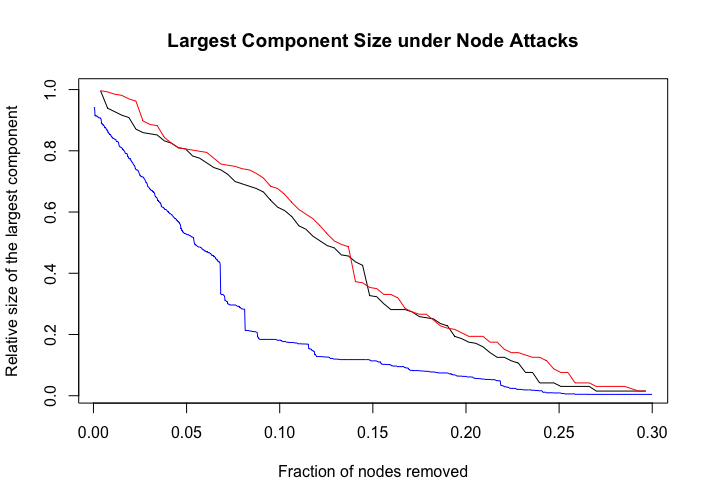 Largest Component Size under Node Attacks
Relative size of the largest component
1.0
0.8
0.6
0.4
0.2
0.0
0.00 0.05 0.10 0.15 0.20 0.25 0.30
Fraction of nodes removed